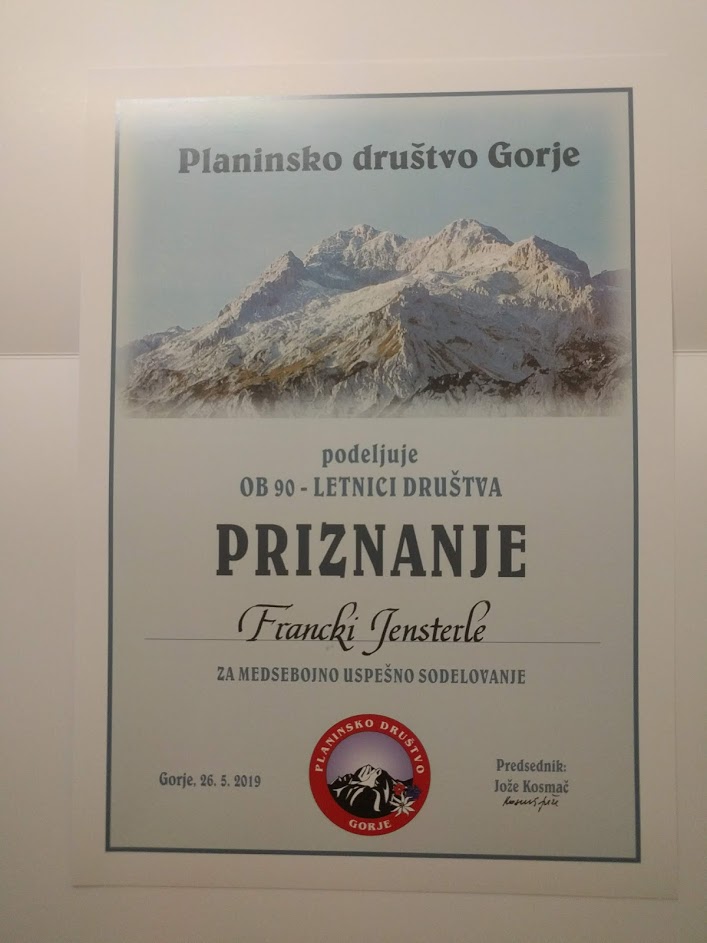 Planinsko društvo Gorje
podeljuje
OB 90 - LETNICI DRUŠTVA
PRIZNANJE
Francki Jensterle
ZA MEDSEBOJNO USPEŠNO SODELOVANJE
PLANINSKO DRUŠTVO
GORJE
Gorje, 26. 5. 2019
Predsednik:
Jože Kosmač